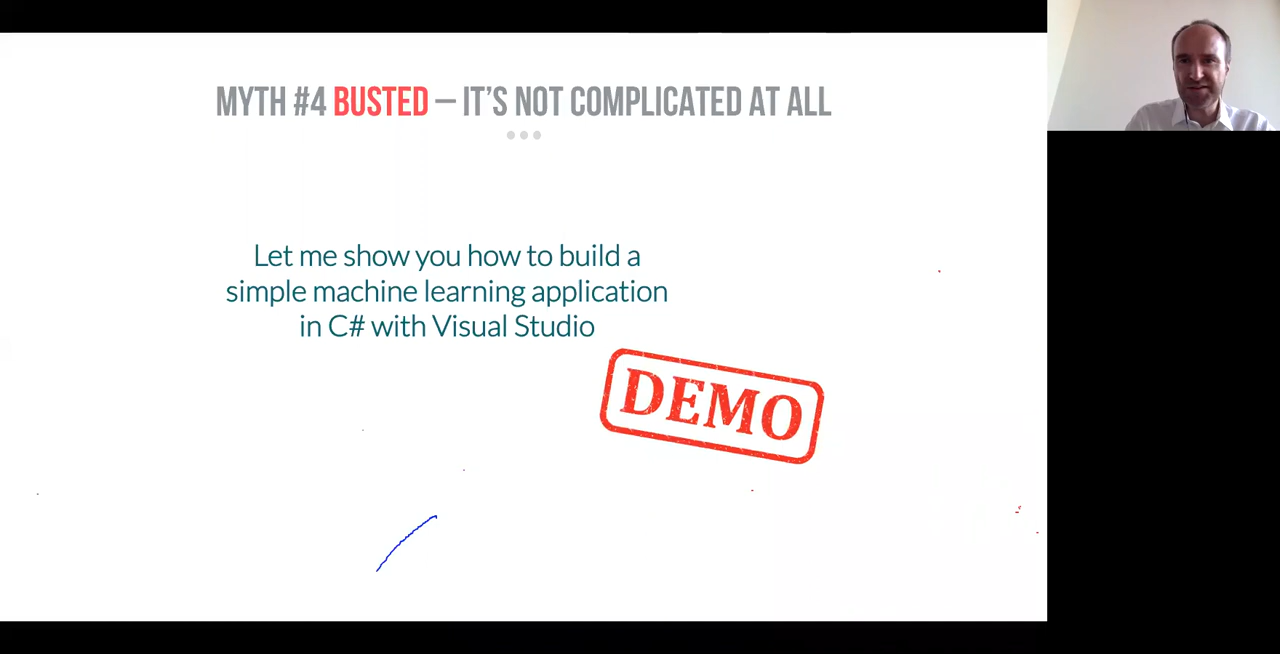 MYTH #4 BUSTED – IT'S NOT COMPLICATED AT ALL
Let me show you how to build a
simple machine learning application
in C# with Visual Studio
DEMO